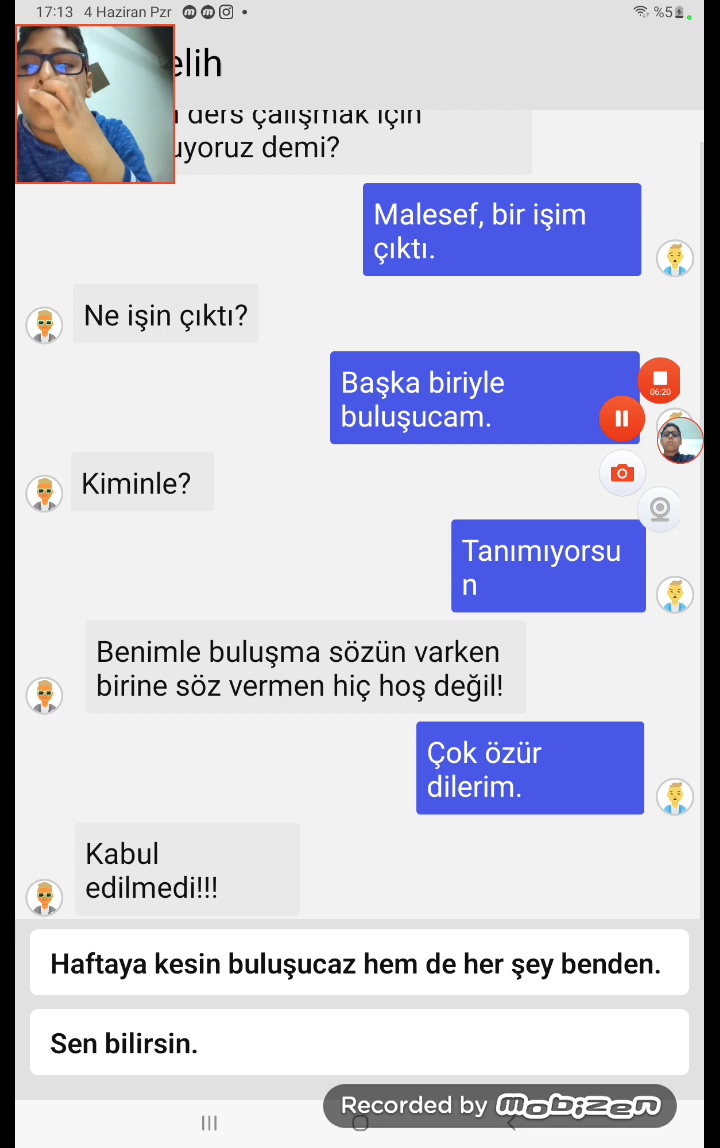 17:13 4 Haziran Pzr
%5
elih
ders çalışmak için
uyoruz demi?
Malesef, bir işim
çıktı.
Ne işin çıktı?
Başka biriyle
buluşucam.
06:20
Kiminle?
Tanımıyorsu
n
Benimle buluşma sözün varken
birine söz vermen hiç hoş değil!
Çok özür
dilerim.
Kabul
edilmedi!!!
Haftaya kesin buluşucaz hem de her şey benden.
Sen bilirsin.
Recorded by mobizen